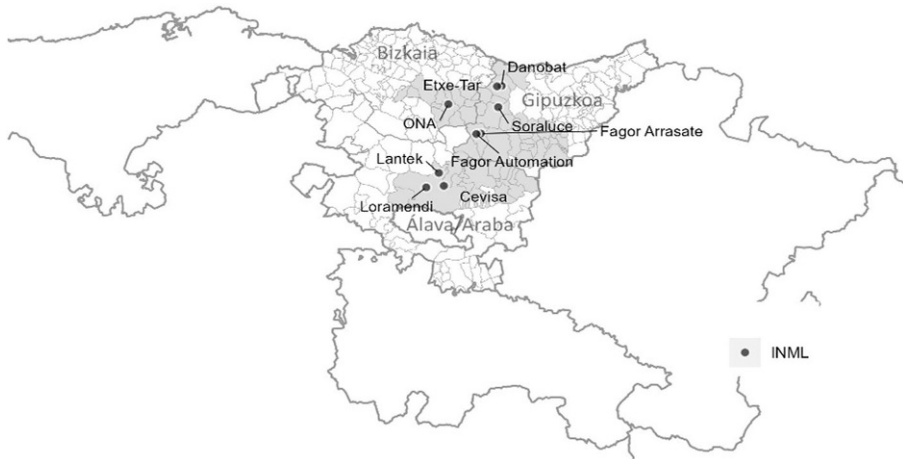 Bizkaia
Danobat
Etxe-Tar
Gipuzkoa
ONA
Soraluce
Fagor Arrasate
Lantek
Fagor Automation
Loramendi
Cevisa
Álava/Araba
INML